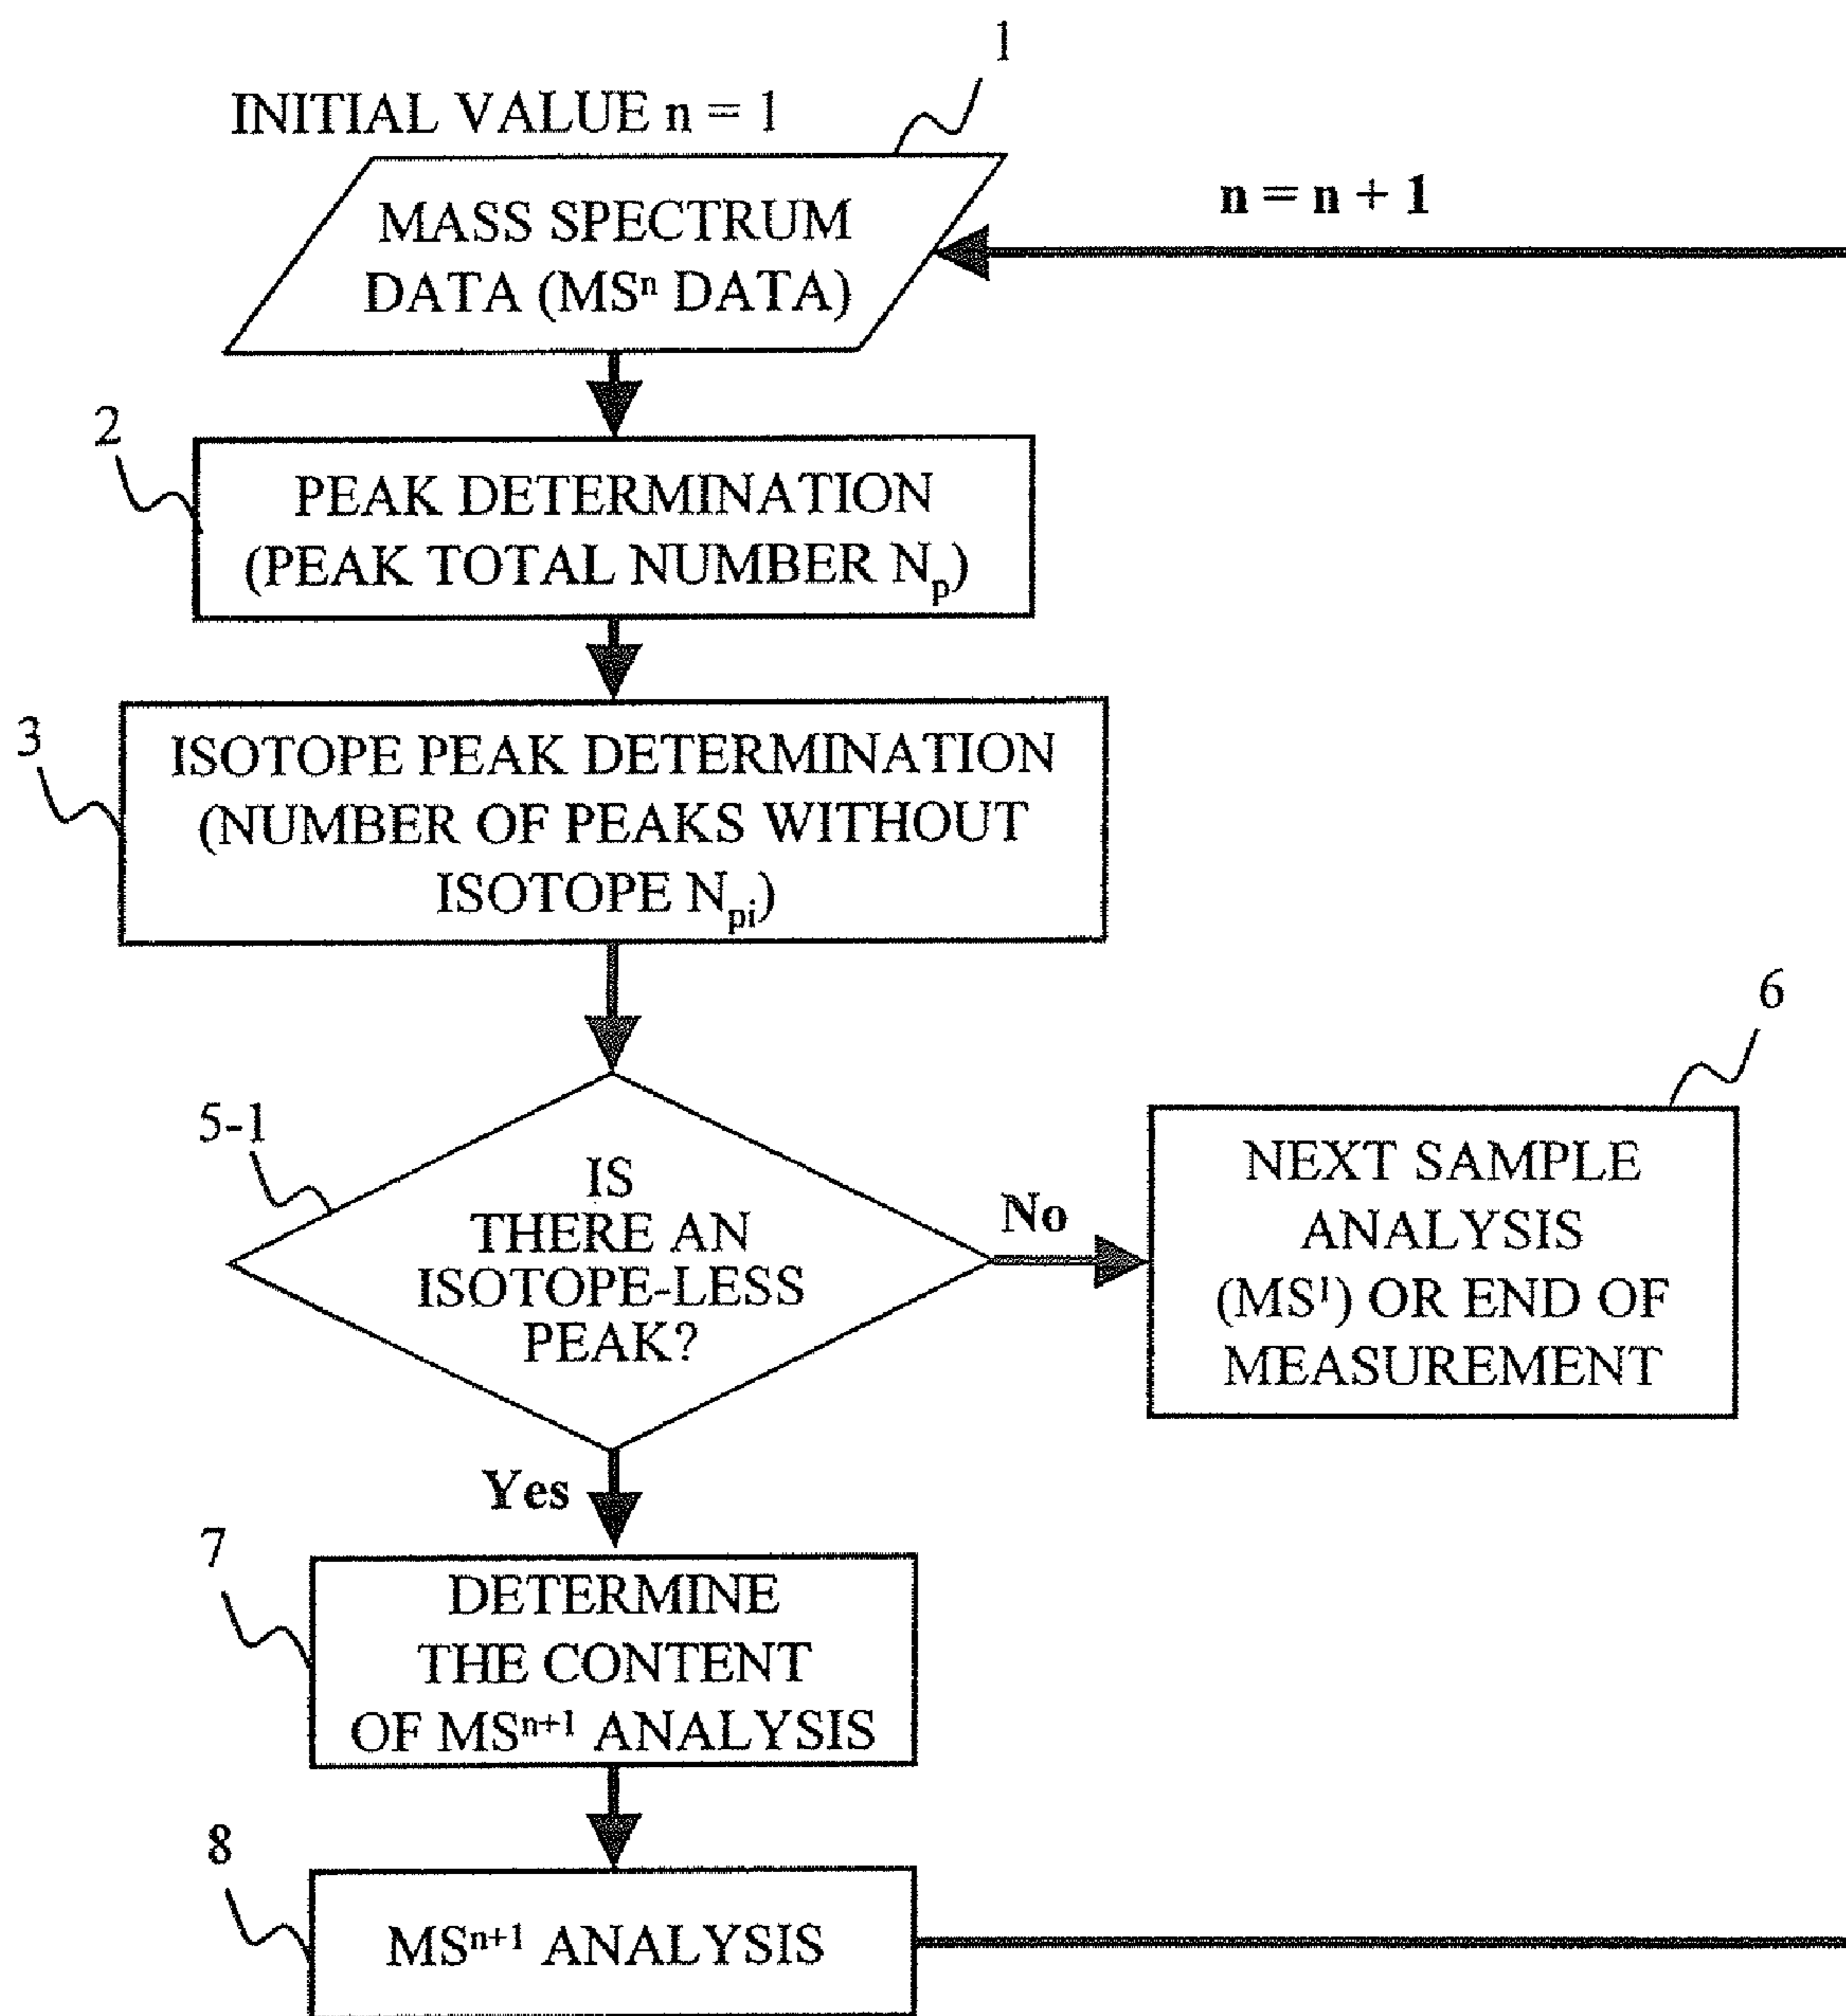 1
INITIAL VALUE n = 1
MASS SPECTRUM
DATA (MSⁿ DATA)
n = n + 1
2
PEAK DETERMINATION
(PEAK TOTAL NUMBER Nₚ)
3
ISOTOPE PEAK DETERMINATION
(NUMBER OF PEAKS WITHOUT
ISOTOPE Nₚᵢ)
5-1
IS
THERE AN
ISOTOPE-LESS
PEAK?
No
6
NEXT SAMPLE
ANALYSIS
(MS¹) OR END OF
MEASUREMENT
Yes
7
DETERMINE
THE CONTENT
OF MSⁿ⁺¹ ANALYSIS
8
MSⁿ⁺¹ ANALYSIS